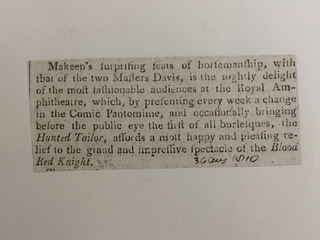 Makeen's ſurpriſing feats of horſemanſhip, with
that of the two Maſters Davis, is the nightly delight
of the moſt faſhionable audiences at the Royal Am-
phitheatre, which, by preſenting every week a change
in the Comic Pantomime, and occaſionally bringing
before the public eye the firſt of all burleſques, the
Hunted Tailor, affords a moſt happy and pleaſing re-
lief to the grand and impreſſive ſpectacle of the Blood
Red Knight.
1810